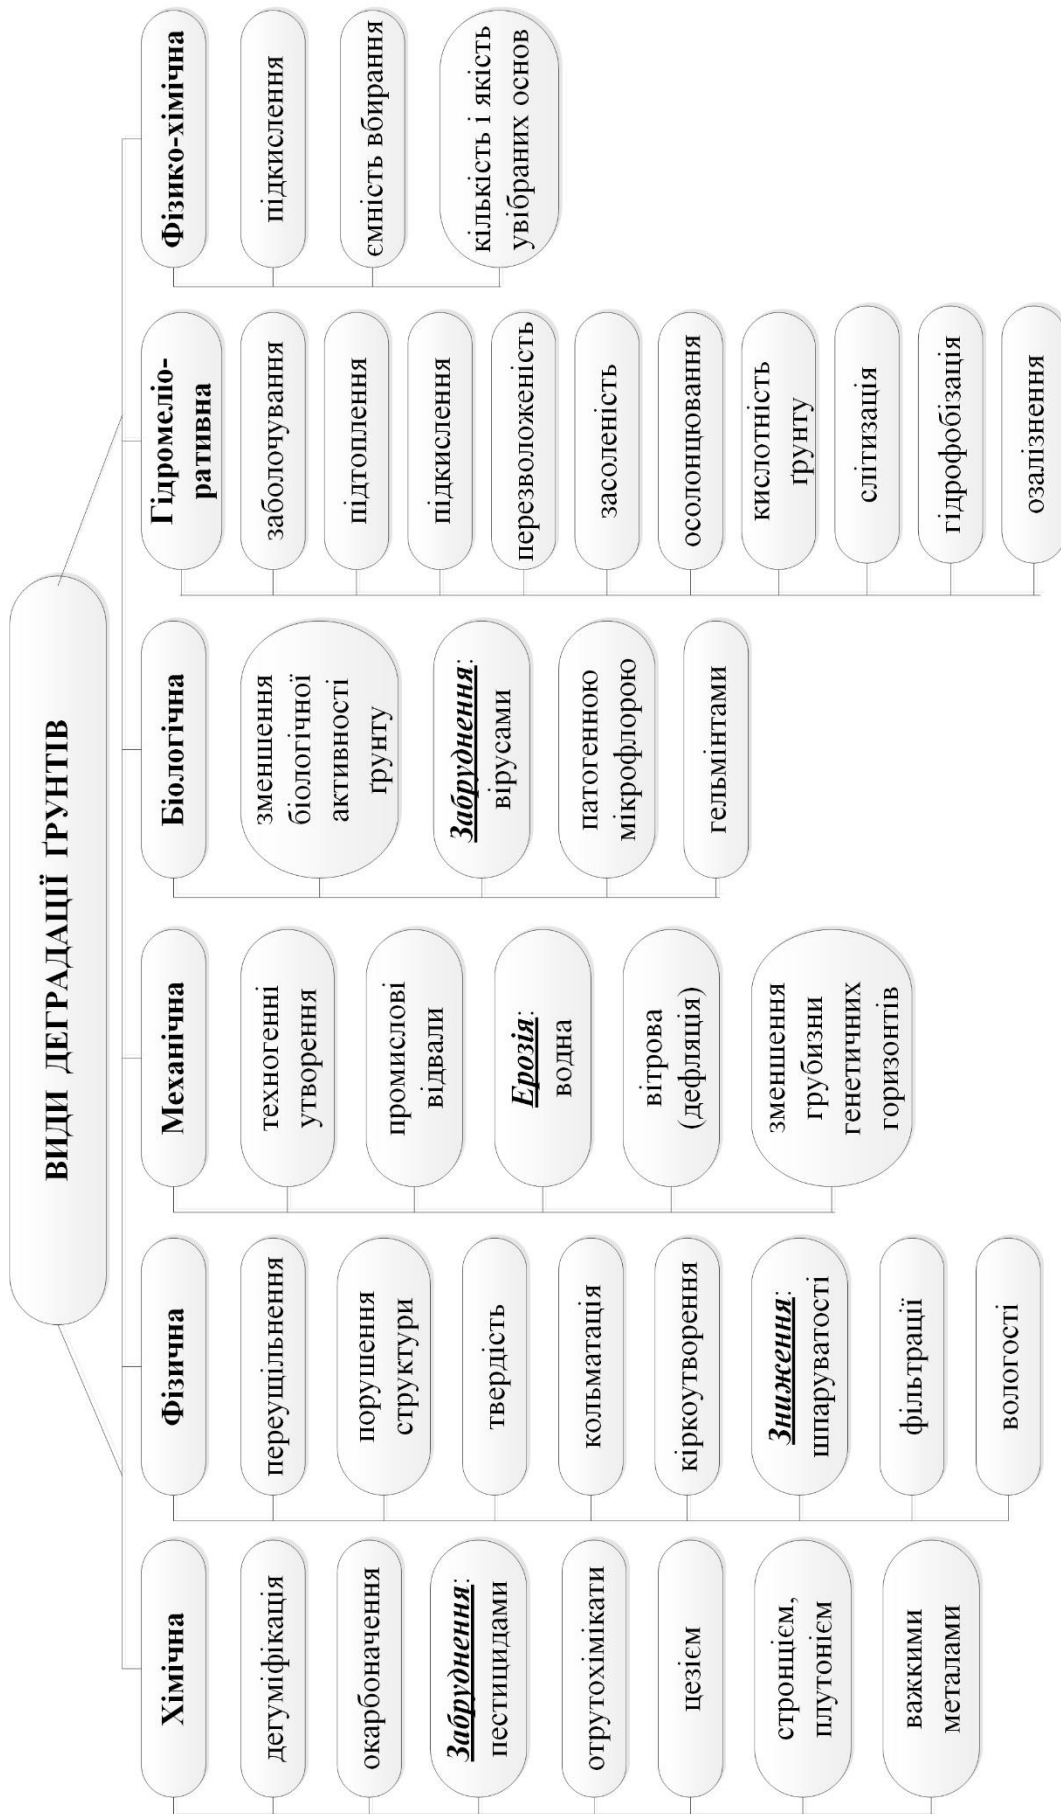 ВИДИ ДЕГРАДАЦІЇ ҐРУНТІВ
Хімічна
дегуміфікація
окарбоначення
Забруднення:
пестицидами
отрутохімікати
цезієм
стронцієм,
плутонієм
важкими
металами
Фізична
переущільнення
порушення
структури
твердість
кольматація
кіркоутворення
Зниження:
шпаруватості
фільтрації
вологості
Механічна
техногенні
утворення
промислові
відвали
Ерозія:
водна
вітрова
(дефляція)
зменшення
грубизни
генетичних
горизонтів
Біологічна
зменшення
біологічної
активності
ґрунту
Забруднення:
вірусами
патогенною
мікрофлорою
гельмінтами
Гідромеліо-
ративна
заболочування
підтоплення
підкислення
перезволоженість
засоленість
осолонцювання
кислотність
ґрунту
слітизація
гідрофобізація
озалізнення
Фізико-хімічна
підкислення
ємність вбирання
кількість і якість
увібраних основ